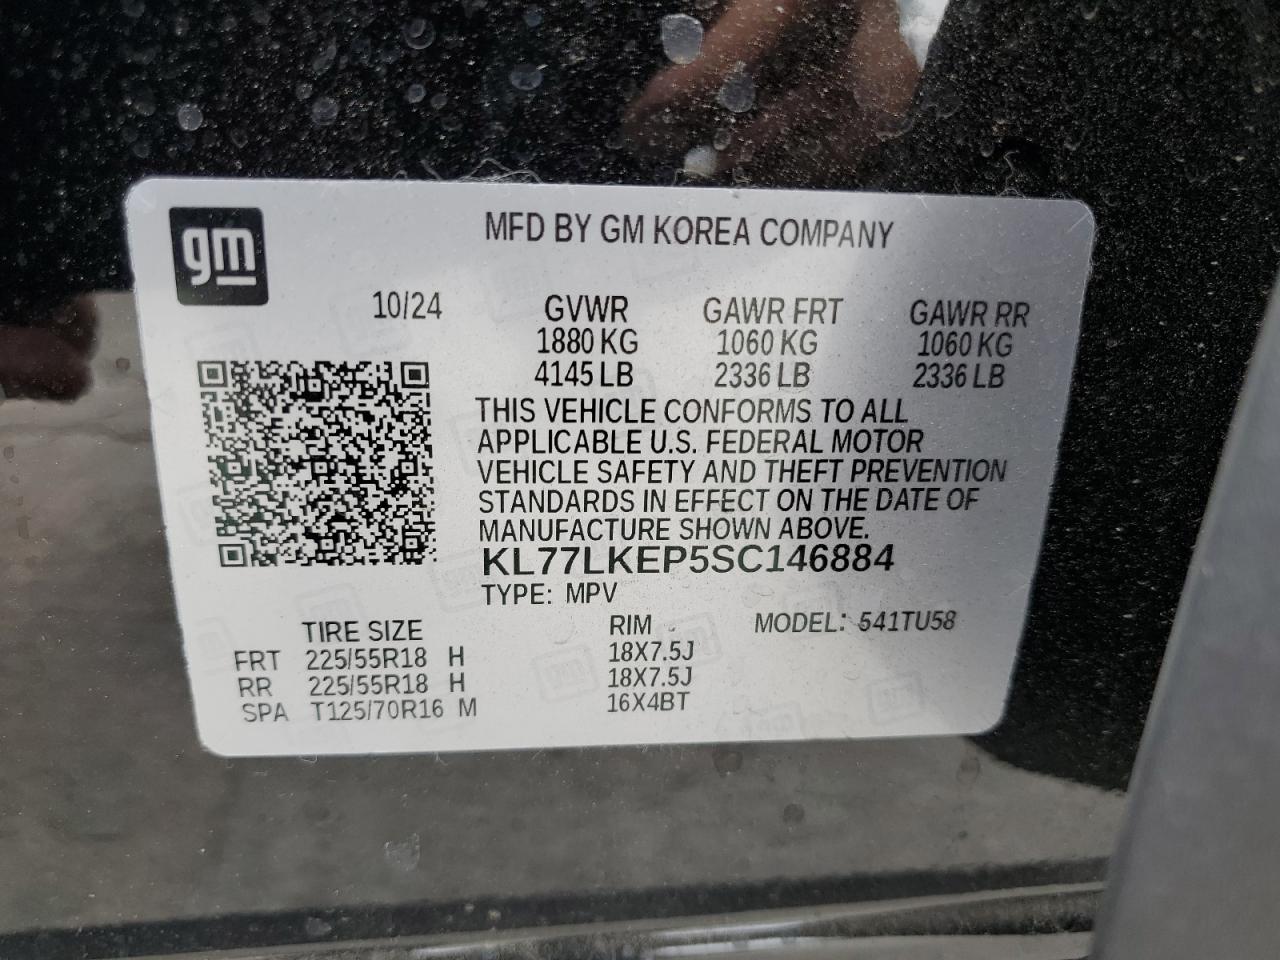 gm
MFD BY GM KOREA COMPANY
10/24 GVWR GAWR FRT GAWR RR
1880 KG 1060 KG 1060 KG
4145 LB 2336 LB 2336 LB
THIS VEHICLE CONFORMS TO ALL
APPLICABLE U.S. FEDERAL MOTOR
VEHICLE SAFETY AND THEFT PREVENTION
STANDARDS IN EFFECT ON THE DATE OF
MANUFACTURE SHOWN ABOVE.
KL77LKEP5SC146884
TYPE: MPV
TIRE SIZE RIM MODEL: 541TU58
FRT 225/55R18 H 18X7.5J
RR 225/55R18 H 18X7.5J
SPA T125/70R16 M 16X4BT